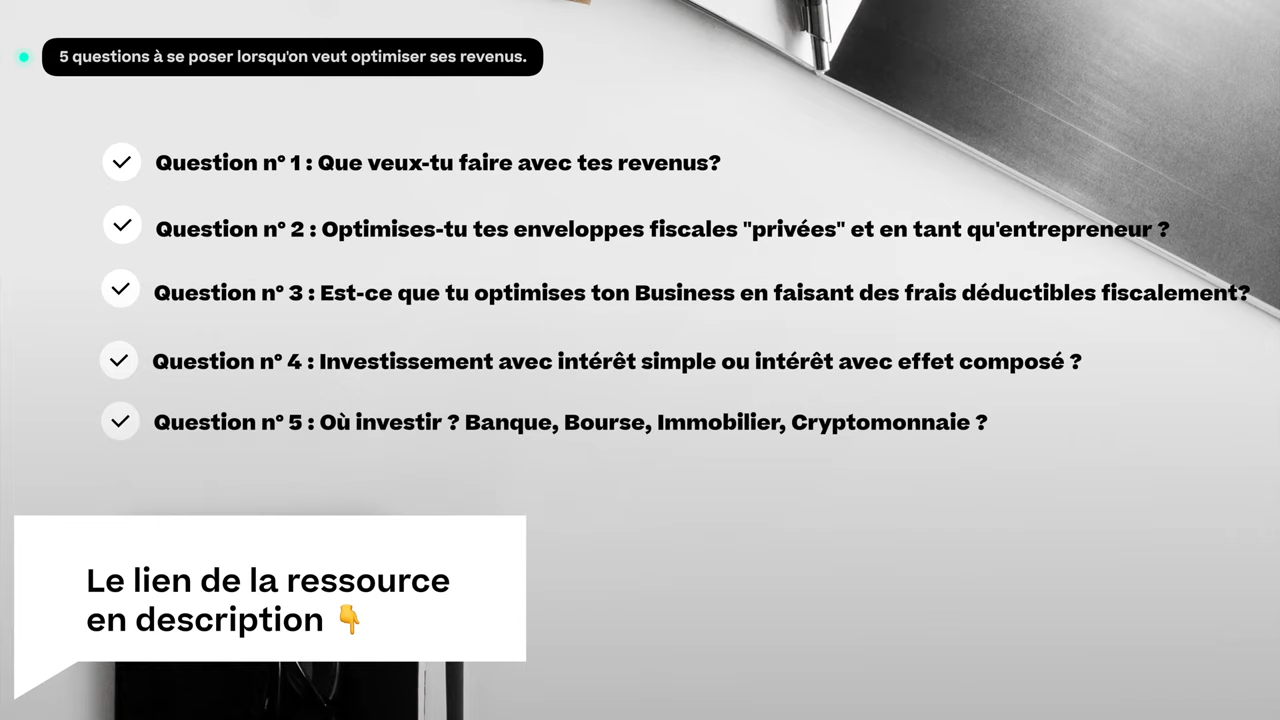 5 questions à se poser lorsqu'on veut optimiser ses revenus.
Question n° 1 : Que veux-tu faire avec tes revenus?
Question n° 2 : Optimises-tu tes enveloppes fiscales "privées" et en tant qu'entrepreneur ?
Question n° 3 : Est-ce que tu optimises ton Business en faisant des frais déductibles fiscalement?
Question n° 4 : Investissement avec intérêt simple ou intérêt avec effet composé ?
Question n° 5 : Où investir ? Banque, Bourse, Immobilier, Cryptomonnaie ?
Le lien de la ressource
en description 👇